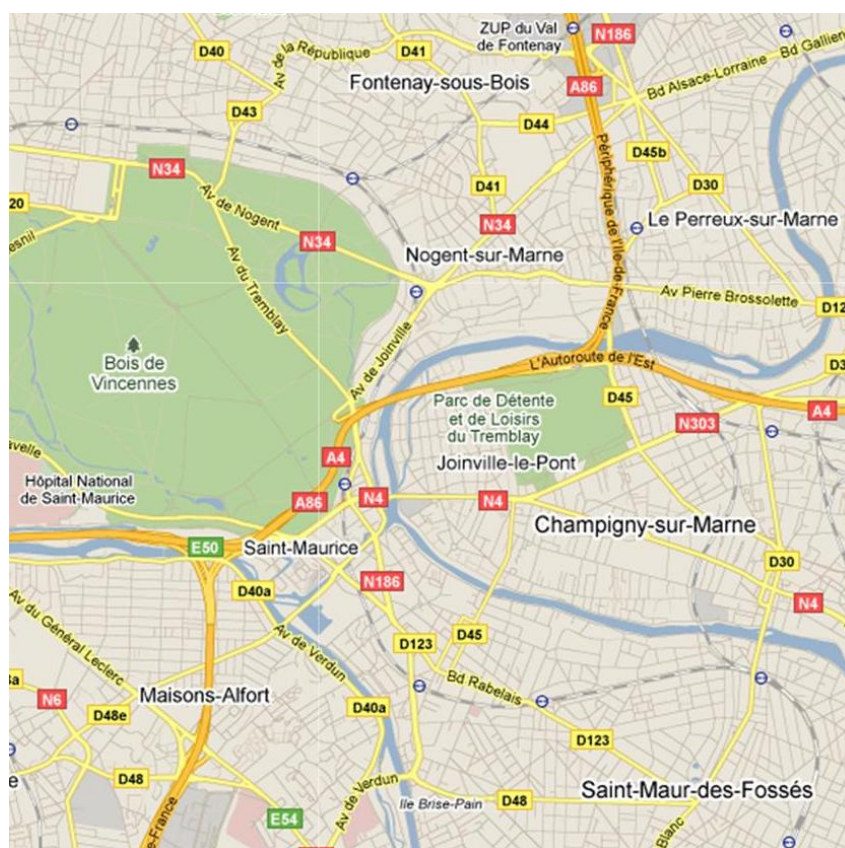 ZUP du Val
de Fontenay
N186
D40
Av de la République
D41
Bd Gallieni
Fontenay-sous-Bois
A86
Bd Alsace-Lorraine
D43
D44
Périphérique de l'Ile-de-France
D45b
N34
D41
D30
20
Av de Nogent
N34
Le Perreux-sur-Marne
N34
Nogent-sur-Marne
Av du Tremblay
Av Pierre Brossolette
D12
Bois de
Vincennes
Av de Joinville
L'Autoroute de l'Est
D3
Parc de Détente
et de Loisirs
du Tremblay
D45
A4
N303
A4
Joinville-le-Pont
Hôpital National
de Saint-Maurice
A86
N4
N4
Champigny-sur-Marne
E50
Saint-Maurice
D30
N186
D40a
N4
Av du Général Leclerc
Av de Verdun
D123
D45
Bd Rabelais
N6
Maisons-Alfort
D48e
D40a
D123
D48
Av de Verdun
Ile Brise-Pain
D48
Saint-Maur-des-Fossés
E54
e-France
Blanc